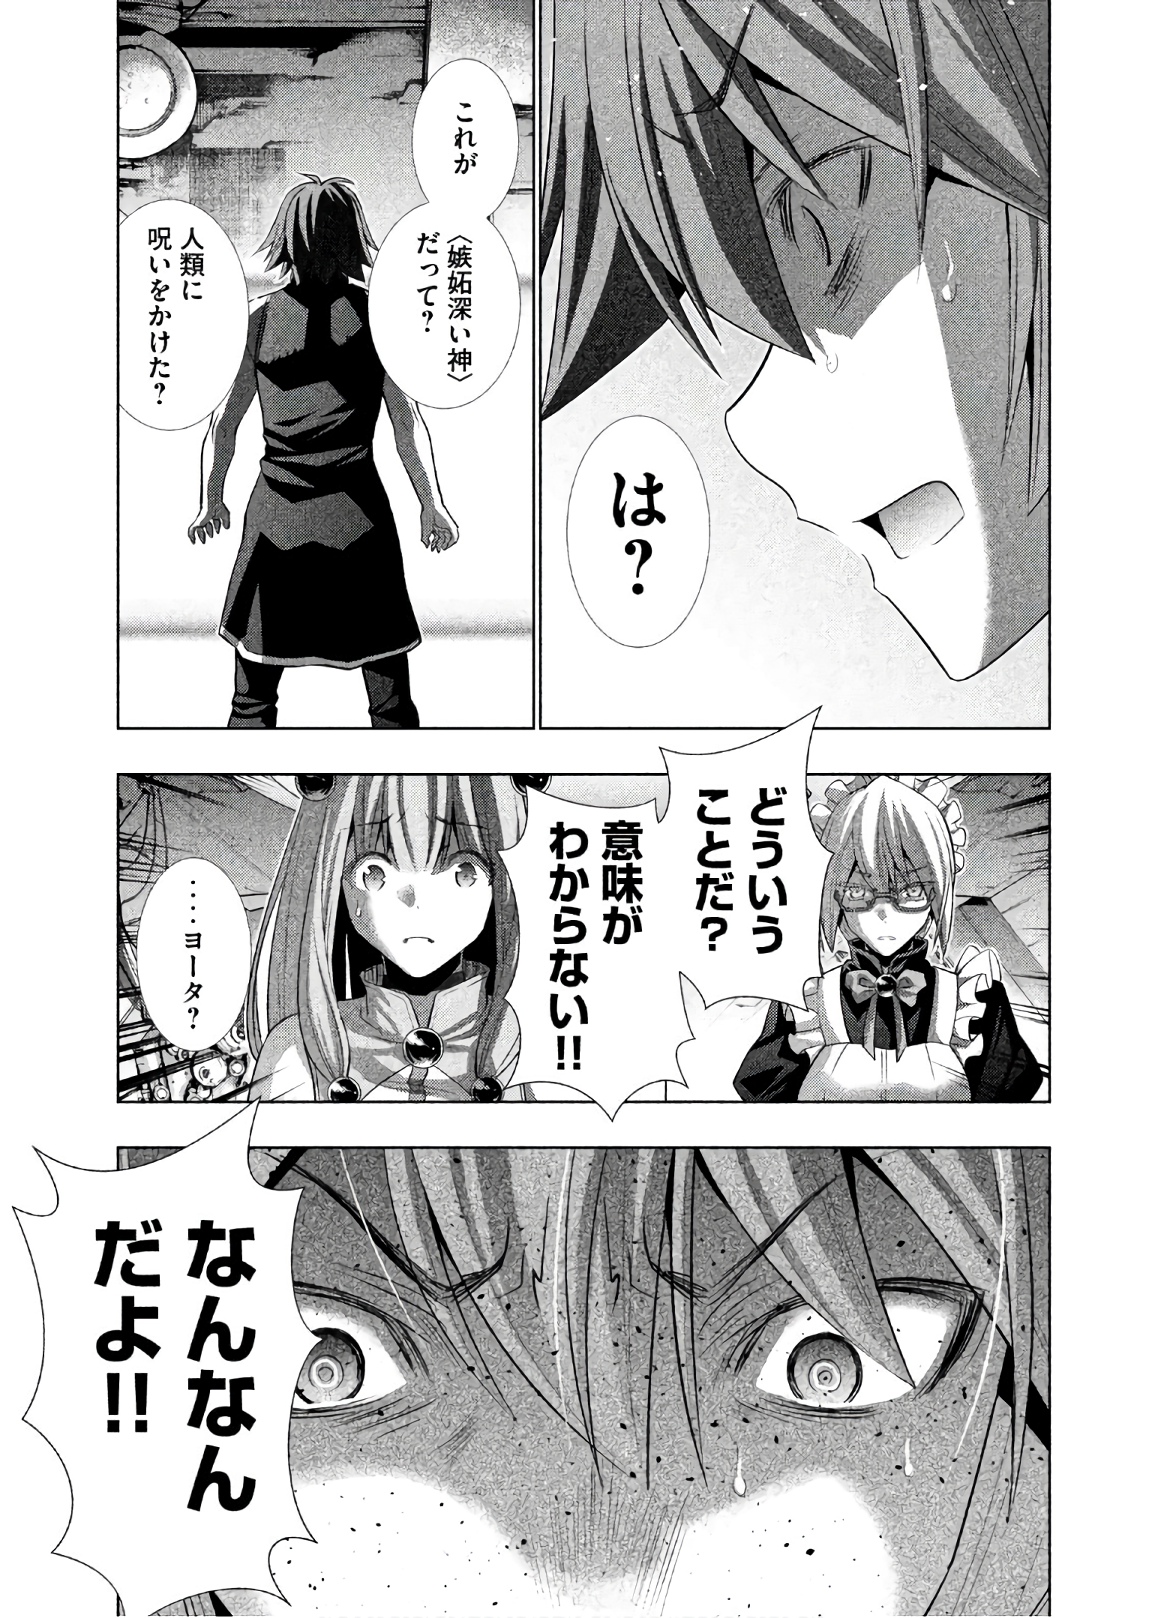 は？
これが
〈嫉妬深い神〉
だって？
人類に
呪いをかけた？
どういう
ことだ？
意味が
わからない!!
‥‥ヨータ？
なんなん
だよ!!